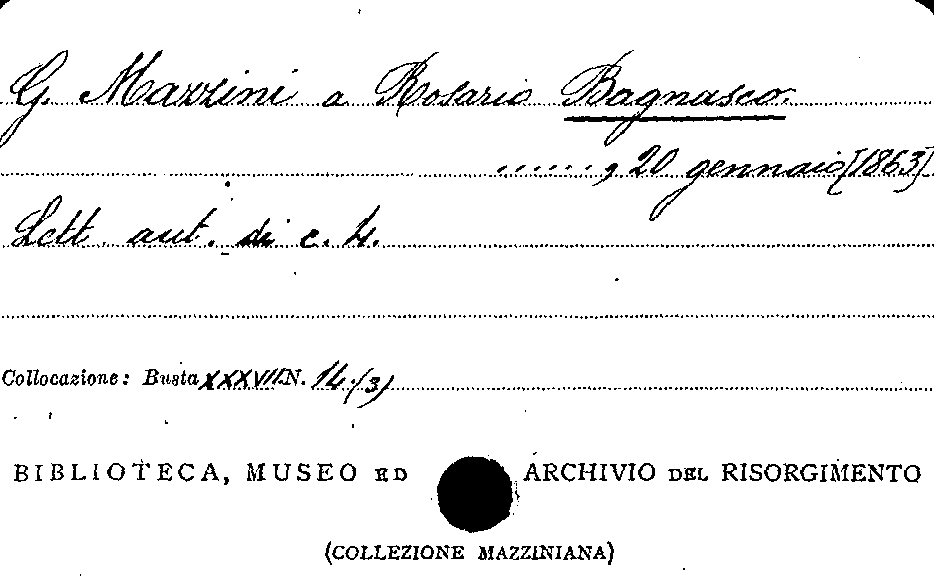 G. Mazzini a Rosario Bagnasco.
......, 20 gennaio [1863]
Lett. aut. di c. 4.
Collocazione: Busta XXXVII N. 14.(3)
BIBLIOTECA, MUSEO ED ARCHIVIO DEL RISORGIMENTO
(COLLEZIONE MAZZINIANA)